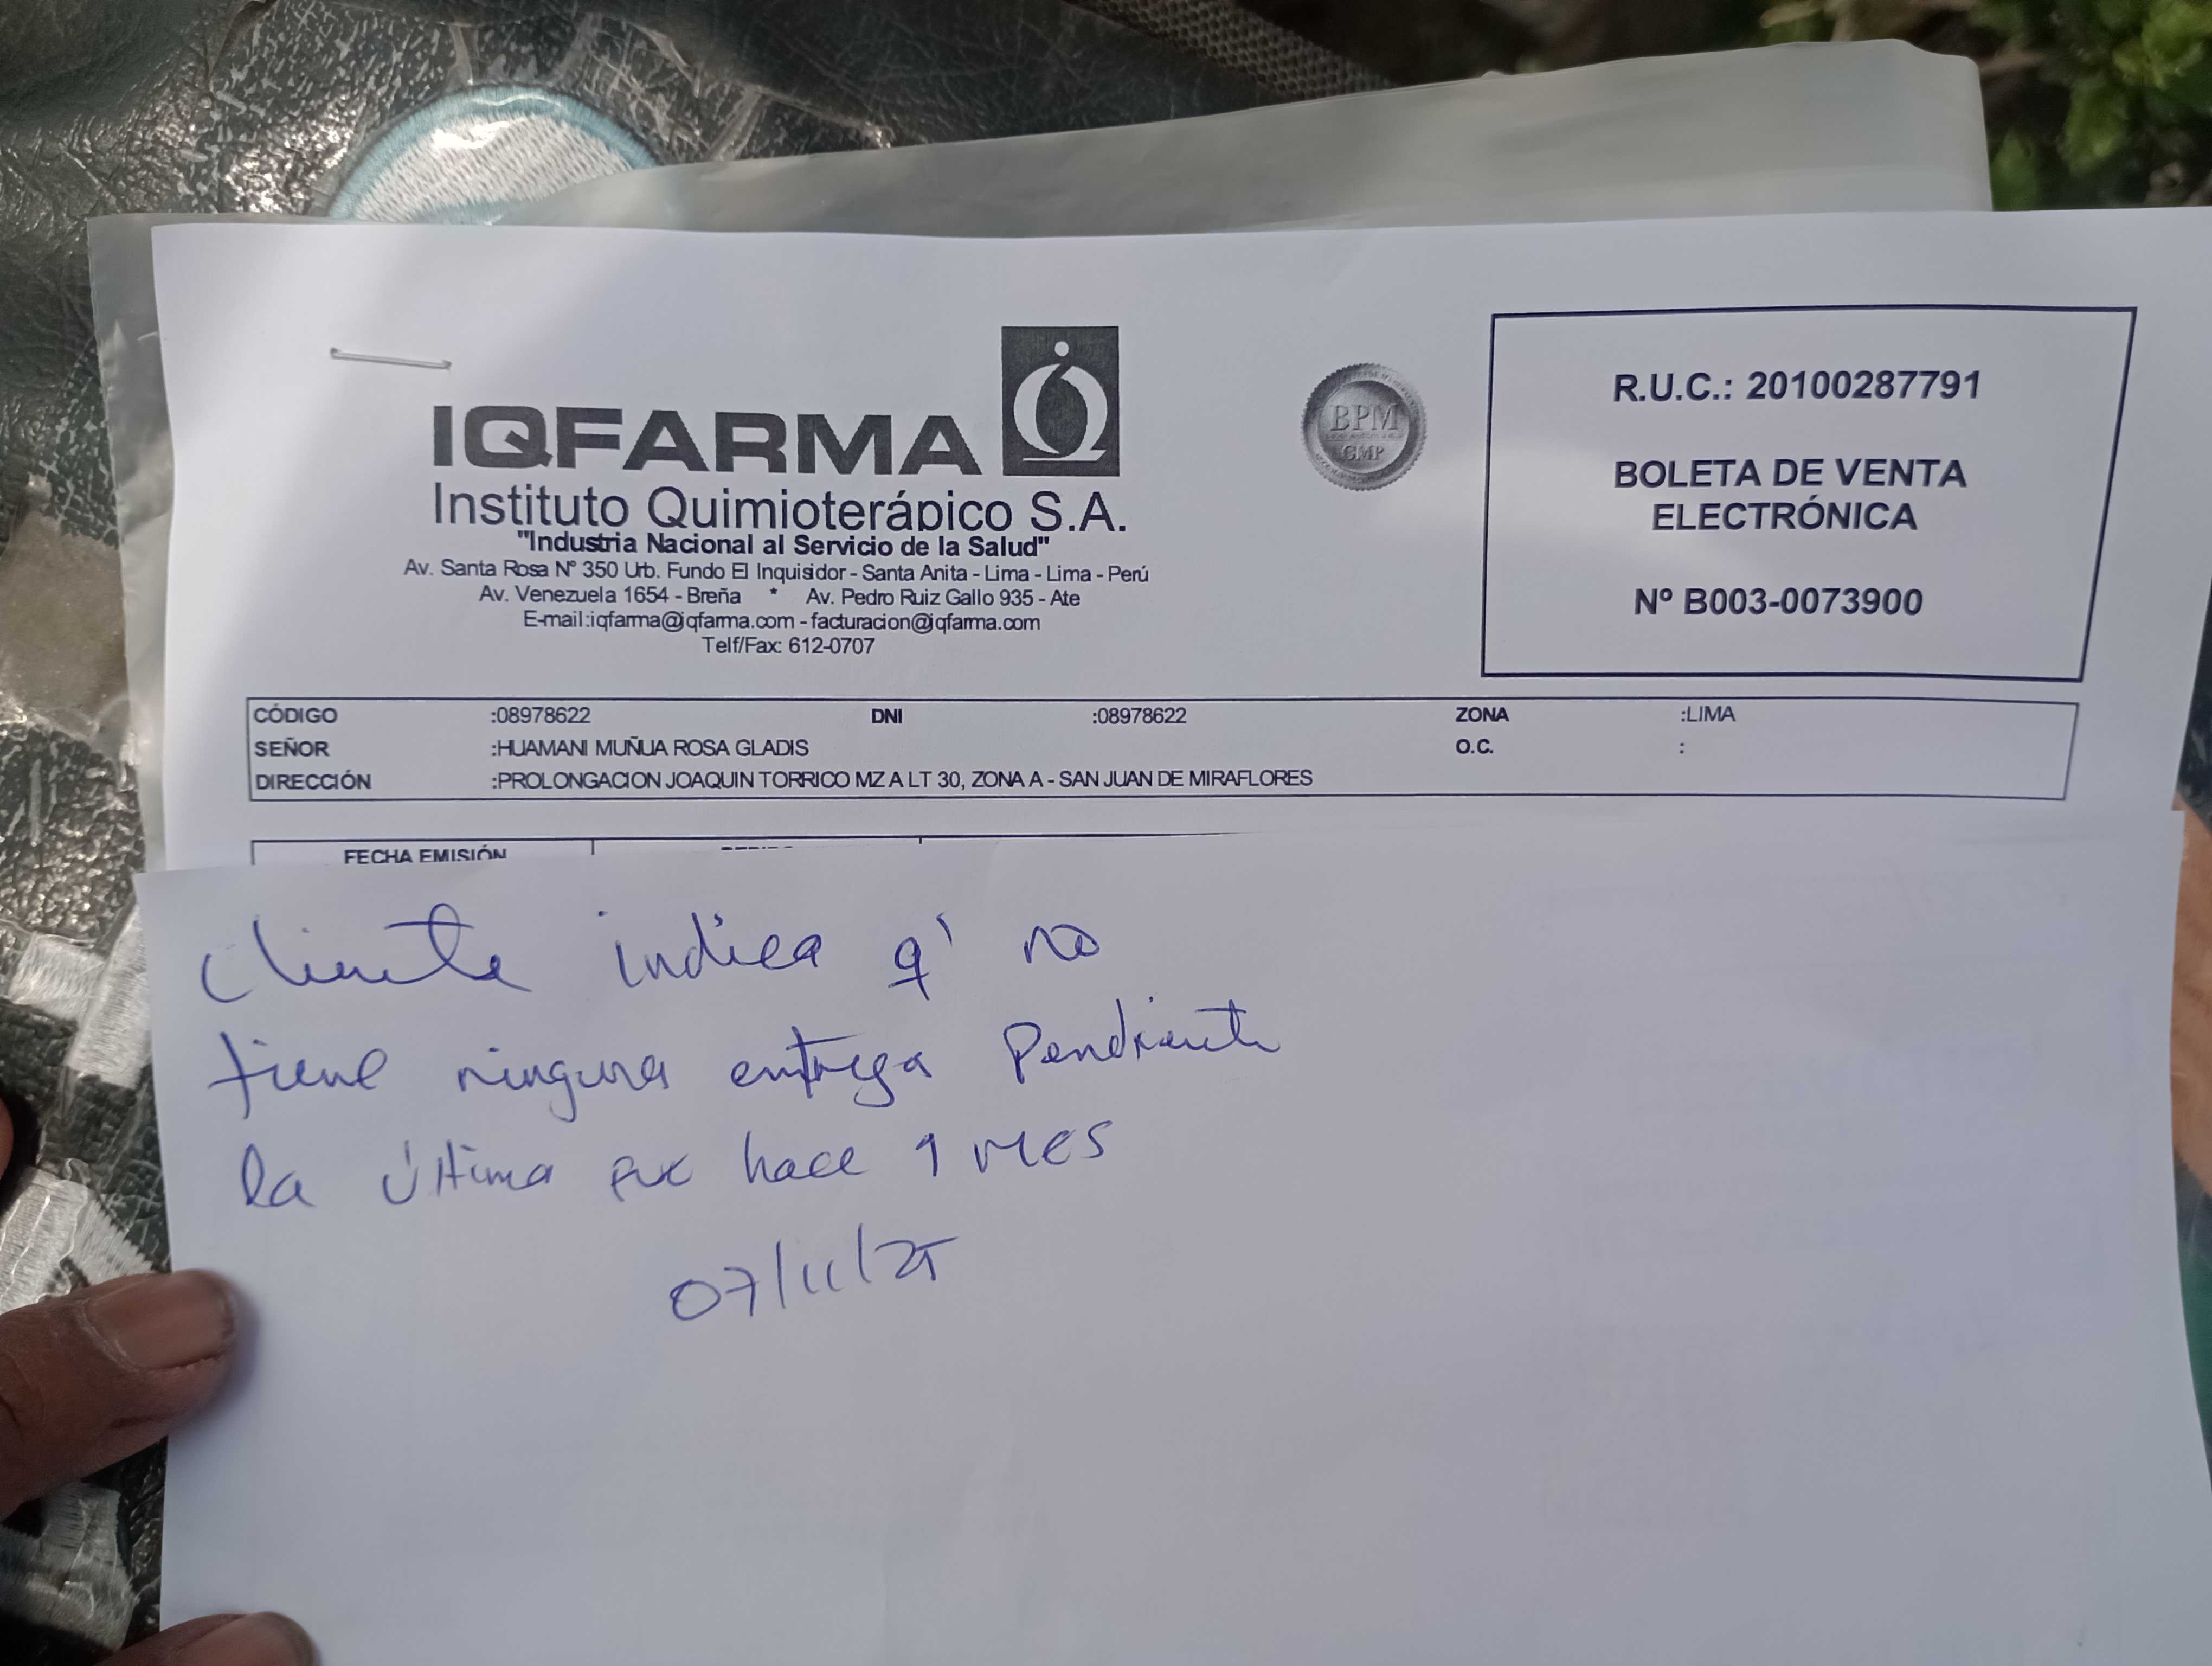 IQFARMA
Instituto Quimioterápico S.A.
"Industria Nacional al Servicio de la Salud"
Av. Santa Rosa Nº 350 Urb. Fundo El Inquisidor - Santa Anita - Lima - Lima - Perú
Av. Venezuela 1654 - Breña * Av. Pedro Ruiz Gallo 935 - Ate
E-mail:iqfarma@iqfarma.com - facturacion@iqfarma.com
Telf/Fax: 612-0707
BPM
GMP
R.U.C.: 20100287791
BOLETA DE VENTA
ELECTRÓNICA
Nº B003-0073900
CÓDIGO :08978622 DNI :08978622 ZONA :LIMA
SEÑOR :HUAMANI MUÑUA ROSA GLADIS O.C. :
DIRECCIÓN :PROLONGACION JOAQUIN TORRICO MZ A LT 30, ZONA A - SAN JUAN DE MIRAFLORES
FECHA EMISIÓN
cliente indica q' no
tiene ninguna entrega Pendiente
la última fue hace 1 mes
07/11/25